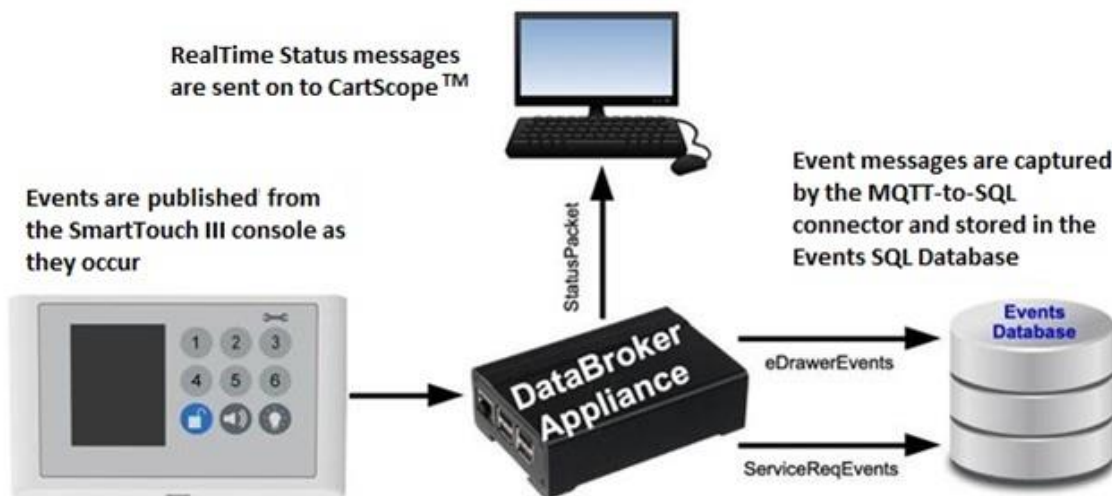 RealTime Status messages
are sent on to CartScope™
Events are published from
the SmartTouch III console as
they occur
Event messages are captured
by the MQTT-to-SQL
connector and stored in the
Events SQL Database
StatusPacket
1 2 3
4 5 6
DataBroker
Appliance
eDrawerEvents
ServiceReqEvents
Events
Database